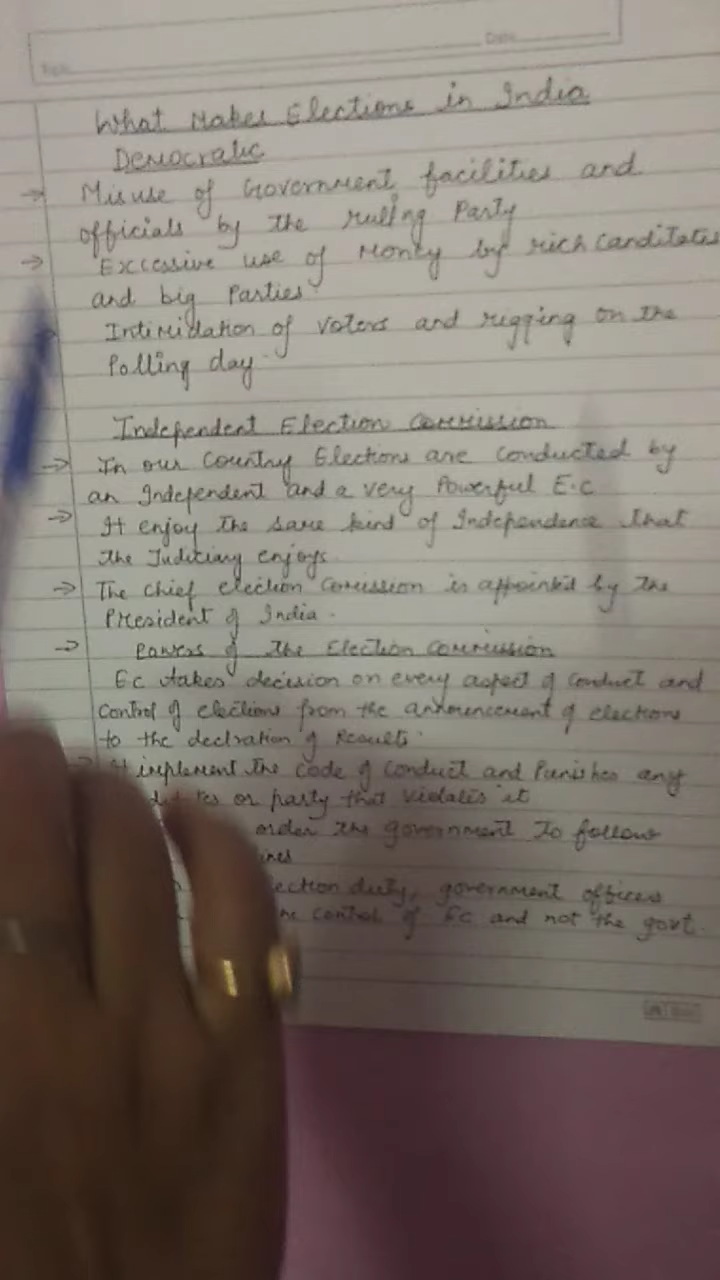 Date
What Makes Elections in India
Democratic
→ Misuse of Government facilities and
officials by the ruling Party
→ Excessive use of Money by rich canditates
and big Parties
Intimidation of voters and rigging on the
Polling day.
Independent Election Commission
→ In our Country Elections are conducted by
an Independent and a very Powerful E.C
→ It enjoy the same kind of Independence that
the Judiciary enjoys
→ The chief election Comission is appointed by the
President of India.
→ Powers of the Election Commission
Ec takes decision on every aspect of conduct and
control of elections from the announcement of elections
to the declration of Results.
It implement the code of conduct and Punishes any
or party that violates it
order the government To follow
duty, government offices
control of Ec and not the govt.